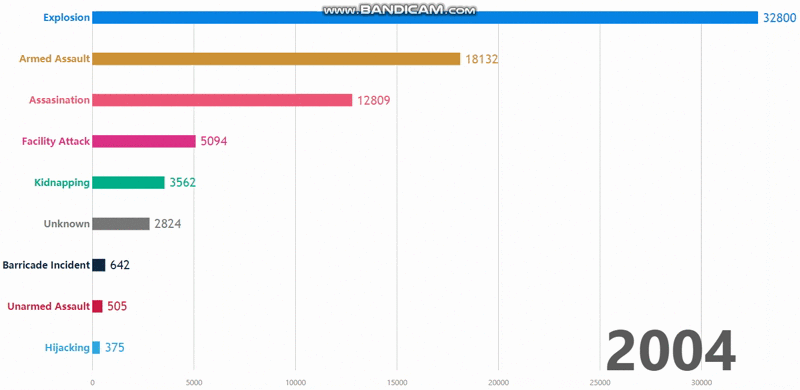 www.BANDICAM.com
Explosion 32800
Armed Assault 18132
Assasination 12809
Facility Attack 5094
Kidnapping 3562
Unknown 2824
Barricade Incident 642
Unarmed Assault 505
Hijacking 375
2004
0 5000 10000 15000 20000 25000 30000